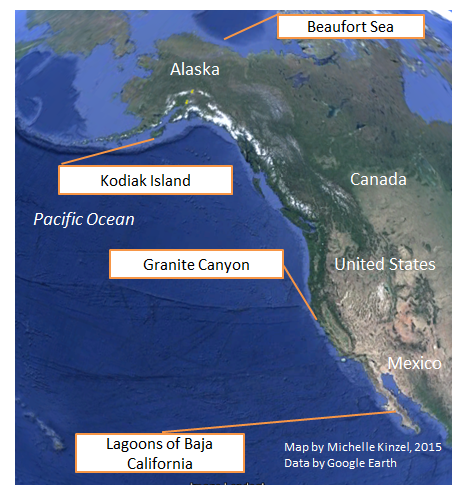 Beaufort Sea
Alaska
Kodiak Island
Canada
Pacific Ocean
Granite Canyon
United States
Mexico
Lagoons of Baja
California
Map by Michelle Kinzel, 2015
Data by Google Earth